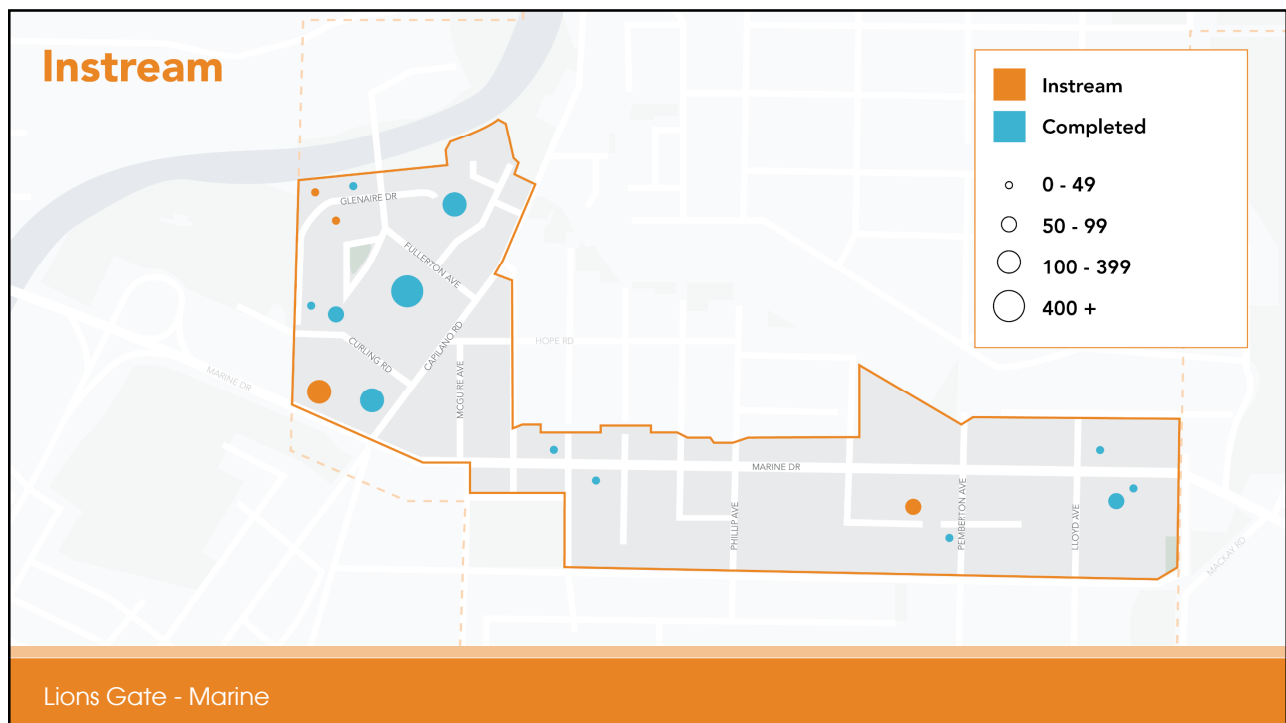 Instream
Instream
Completed
0 - 49
50 - 99
100 - 399
400 +
GLENAIRE DR
FULLERTON AVE
CAPILANO RD
CURLING RD
MARINE DR
MCGUIRE AVE
HOPE RD
MARINE DR
PHILLIP AVE
PEMBERTON AVE
LLOYD AVE
MACKAY RD
Lions Gate - Marine